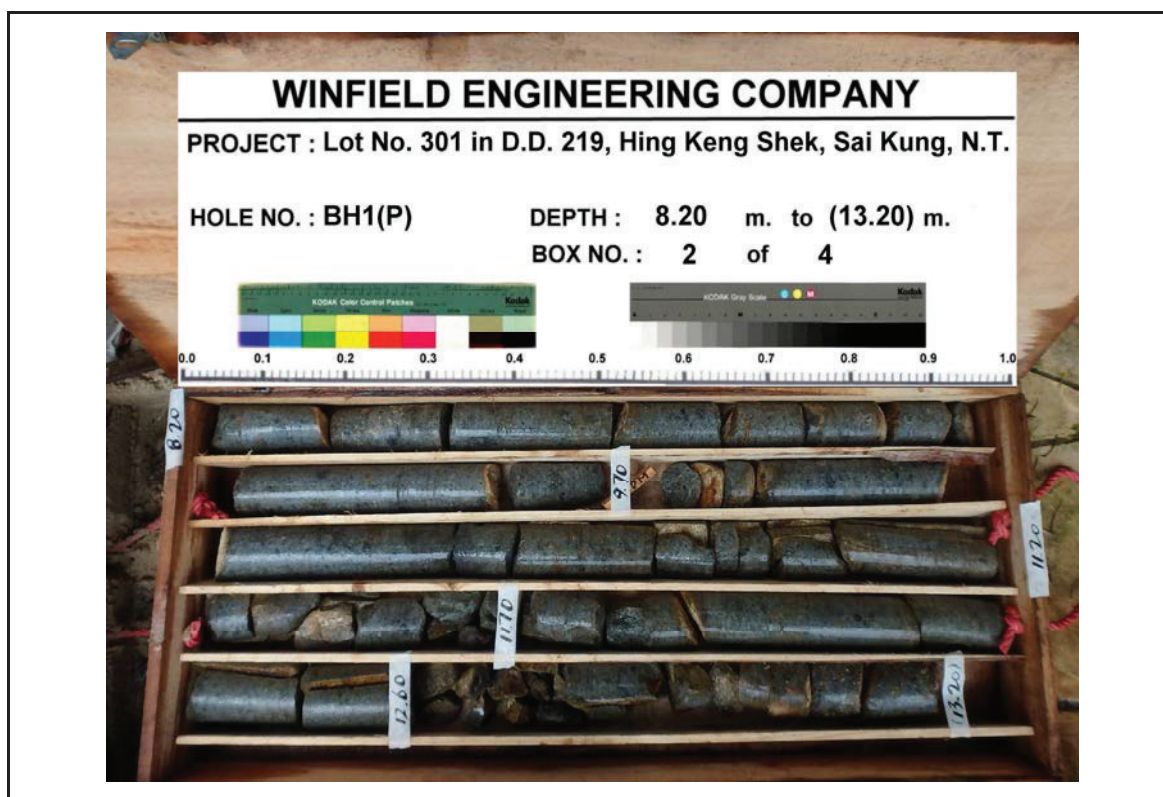 WINFIELD ENGINEERING COMPANY
PROJECT : Lot No. 301 in D.D. 219, Hing Keng Shek, Sai Kung, N.T.
HOLE NO. : BH1(P) DEPTH : 8.20 m. to (13.20) m.
BOX NO. : 2 of 4
KODAK Color Control Patches Kodak
KODAK Gray Scale C Y M Kodak
0.0 0.1 0.2 0.3 0.4 0.5 0.6 0.7 0.8 0.9 1.0
8.20
9.70
11.20
11.70
12.60
(13.20)